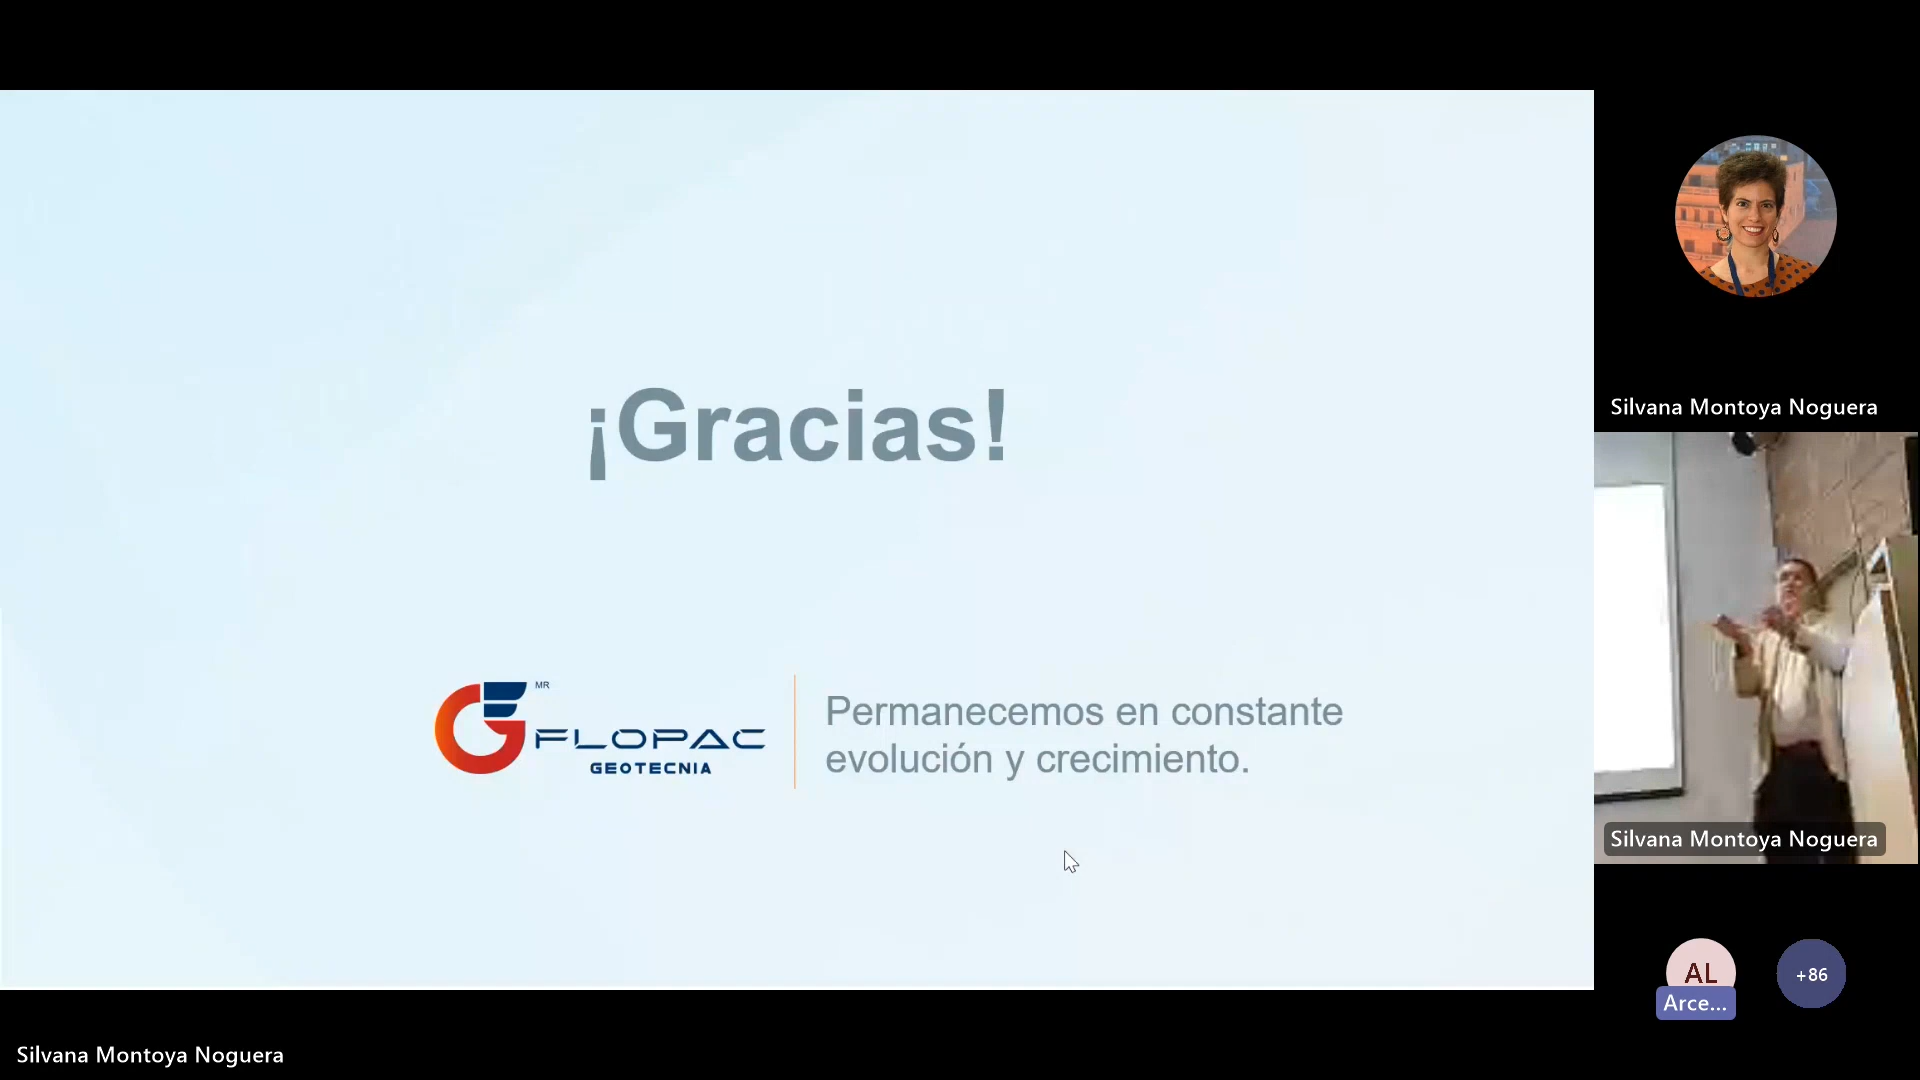 ¡Gracias!
MR
FLOPAC
GEOTECNIA
Permanecemos en constante
evolución y crecimiento.
Silvana Montoya Noguera
Silvana Montoya Noguera
AL
Arce...
+86
Silvana Montoya Noguera